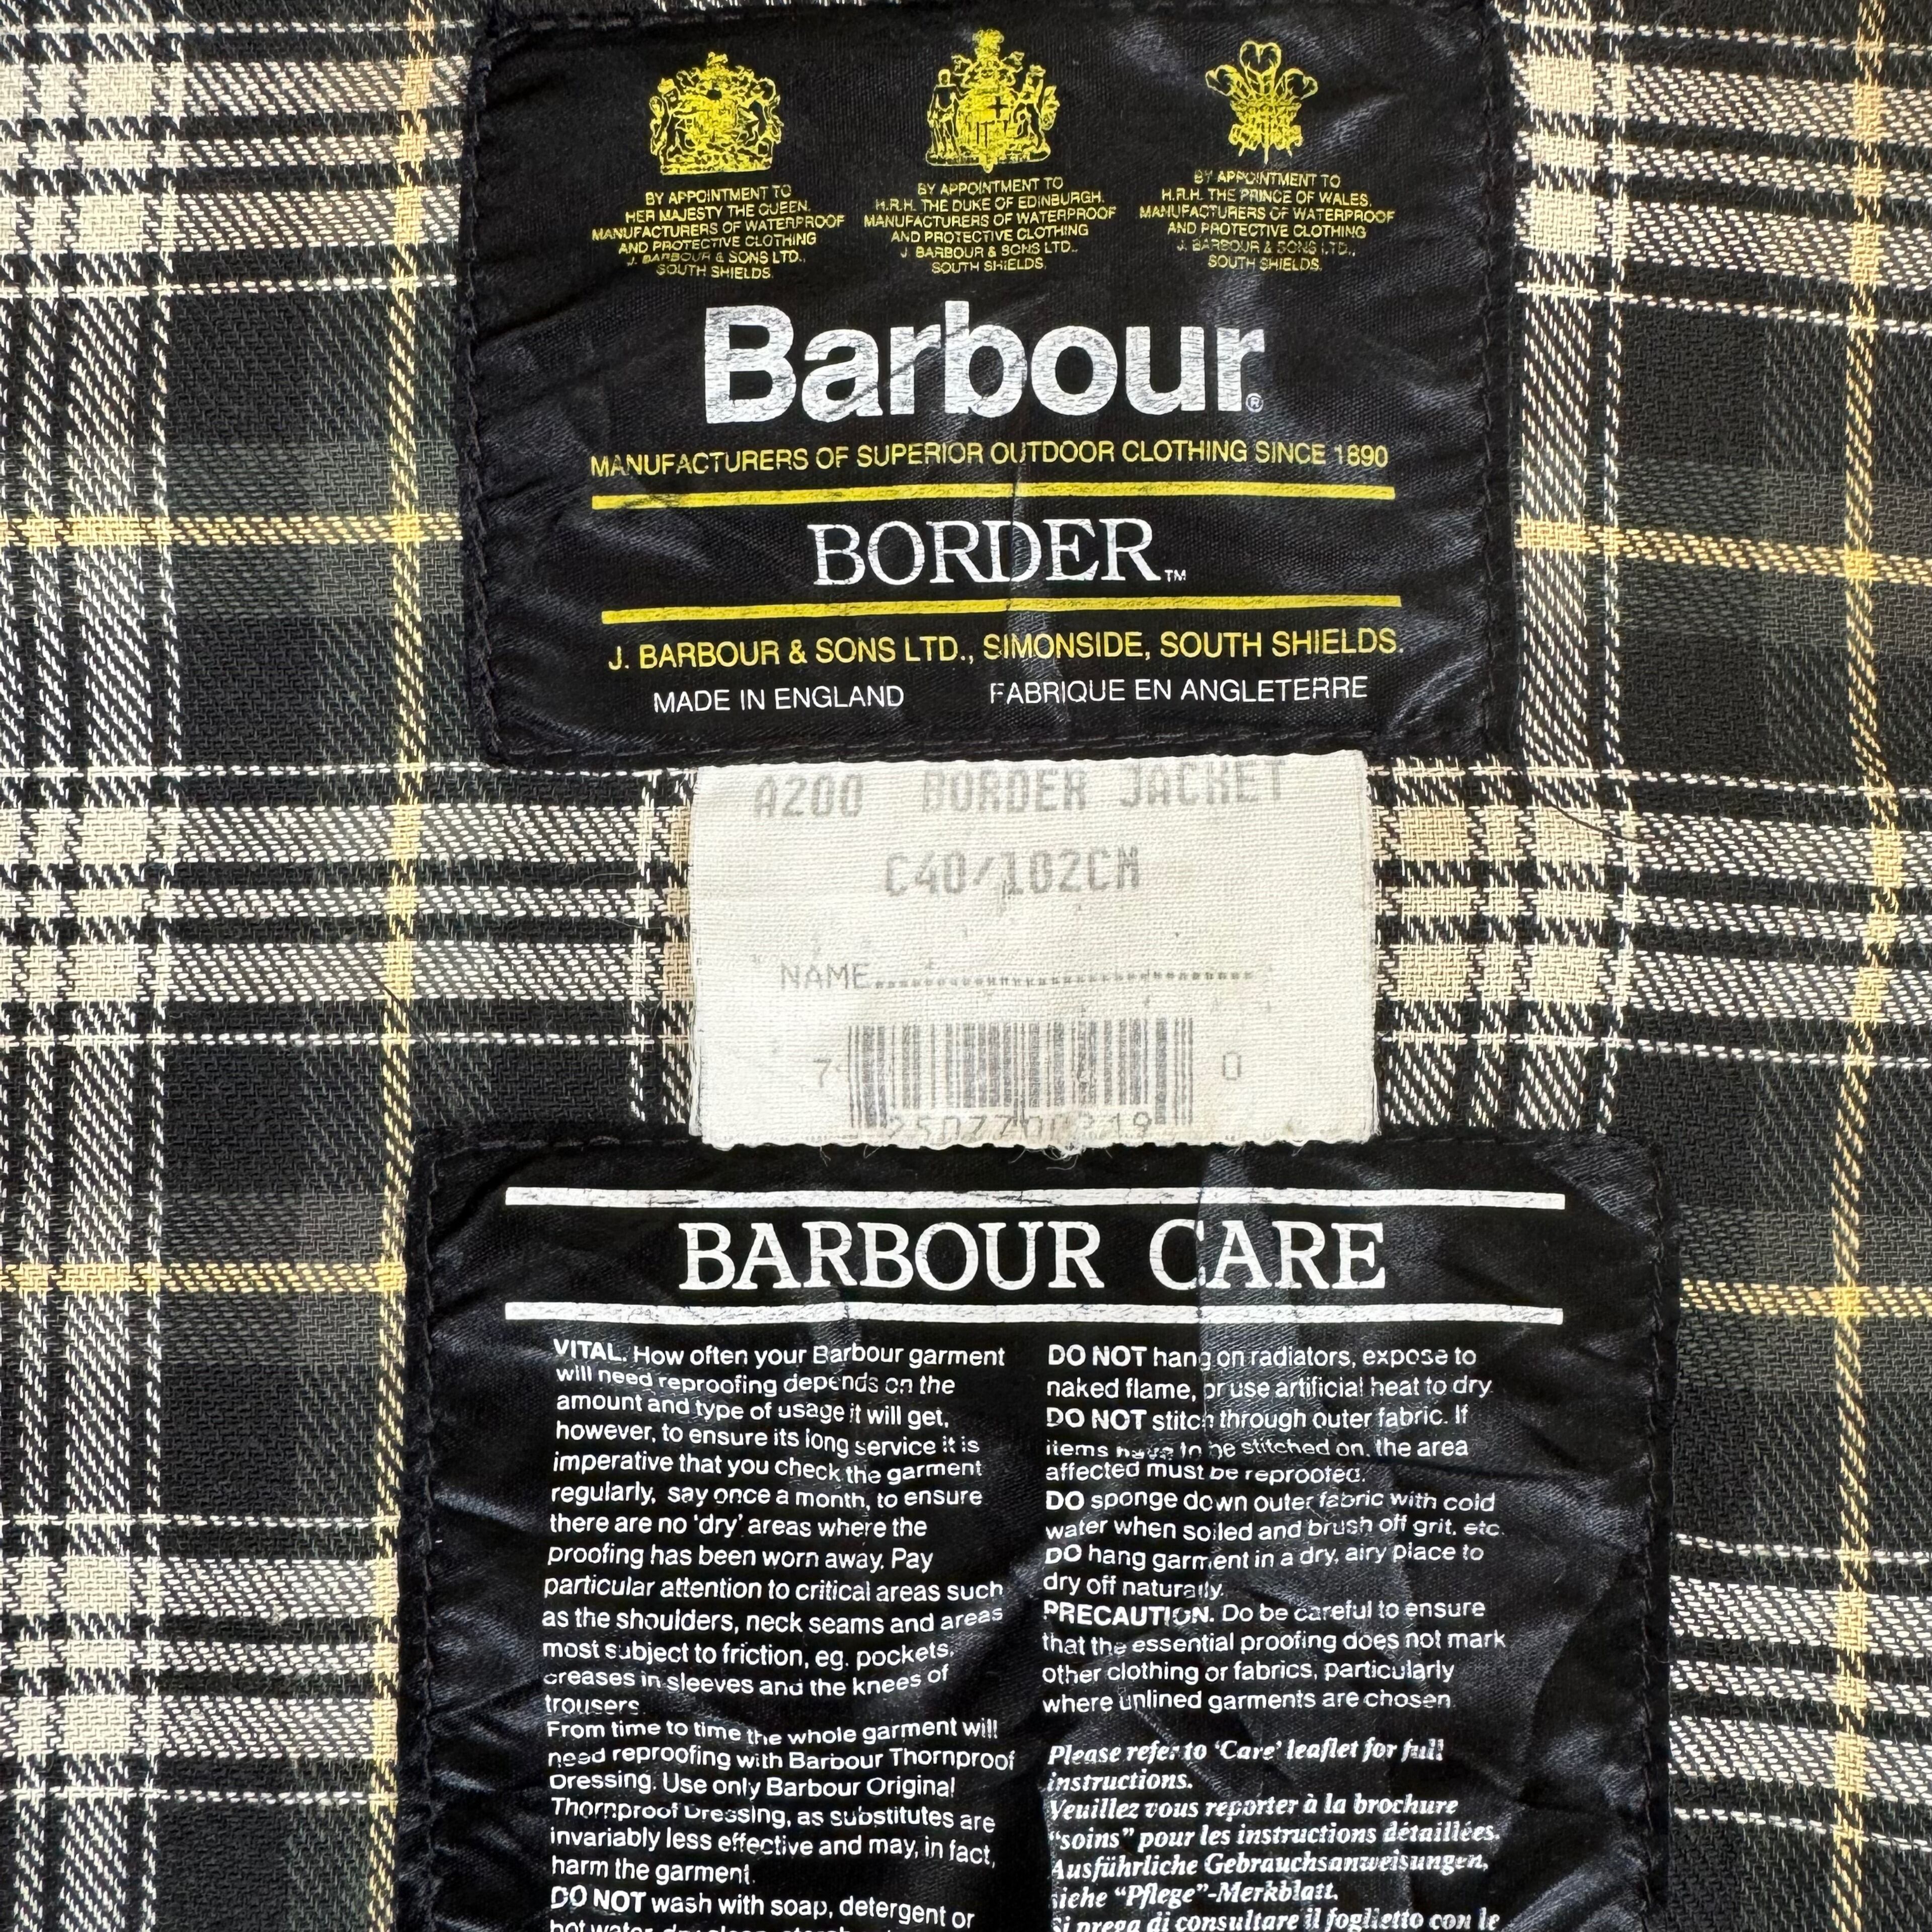 BY APPOINTMENT TO
HER MAJESTY THE QUEEN.
MANUFACTURERS OF WATERPROOF
AND PROTECTIVE CLOTHING
J. BARBOUR & SONS LTD.,
SOUTH SHIELDS.
BY APPOINTMENT TO
H.R.H. THE DUKE OF EDINBURGH.
MANUFACTURERS OF WATERPROOF
AND PROTECTIVE CLOTHING
J. BARBOUR & SONS LTD.,
SOUTH SHIELDS.
BY APPOINTMENT TO
H.R.H. THE PRINCE OF WALES.
MANUFACTURERS OF WATERPROOF
AND PROTECTIVE CLOTHING
J. BARBOUR & SONS LTD.,
SOUTH SHIELDS.
Barbour®
MANUFACTURERS OF SUPERIOR OUTDOOR CLOTHING SINCE 1890
BORDER™
J. BARBOUR & SONS LTD., SIMONSIDE, SOUTH SHIELDS.
MADE IN ENGLAND FABRIQUE EN ANGLETERRE
A200 BORDER JACKET
C40/102CM
NAME
7 0
BARBOUR CARE
VITAL. How often your Barbour garment
will need reproofing depends on the
amount and type of usage it will get,
however, to ensure its long service it is
imperative that you check the garment
regularly, say once a month, to ensure
there are no 'dry' areas where the
proofing has been worn away. Pay
particular attention to critical areas such
as the shoulders, neck seams and areas
most subject to friction, eg. pockets,
creases in sleeves and the knees of
trousers.
From time to time the whole garment will
need reproofing with Barbour Thornproof
Dressing. Use only Barbour Original
Thornproof Dressing, as substitutes are
invariably less effective and may, in fact,
harm the garment.
DO NOT wash with soap, detergent or
hot water, dry clean,
DO NOT hang on radiators, expose to
naked flame, or use artificial heat to dry.
DO NOT stitch through outer fabric. If
items have to be stitched on, the area
affected must be reproofed.
DO sponge down outer fabric with cold
water when soiled and brush off grit, etc.
DO hang garment in a dry, airy place to
dry off naturally.
PRECAUTION. Do be careful to ensure
that the essential proofing does not mark
other clothing or fabrics, particularly
where unlined garments are chosen.
Please refer to 'Care' leaflet for full
instructions.
Veuillez vous reporter à la brochure
"soins" pour les instructions détaillées.
Ausführliche Gebrauchsanweisungen,
siehe "Pflege"-Merkblatt.
Si prega di consultare il foglietto con le